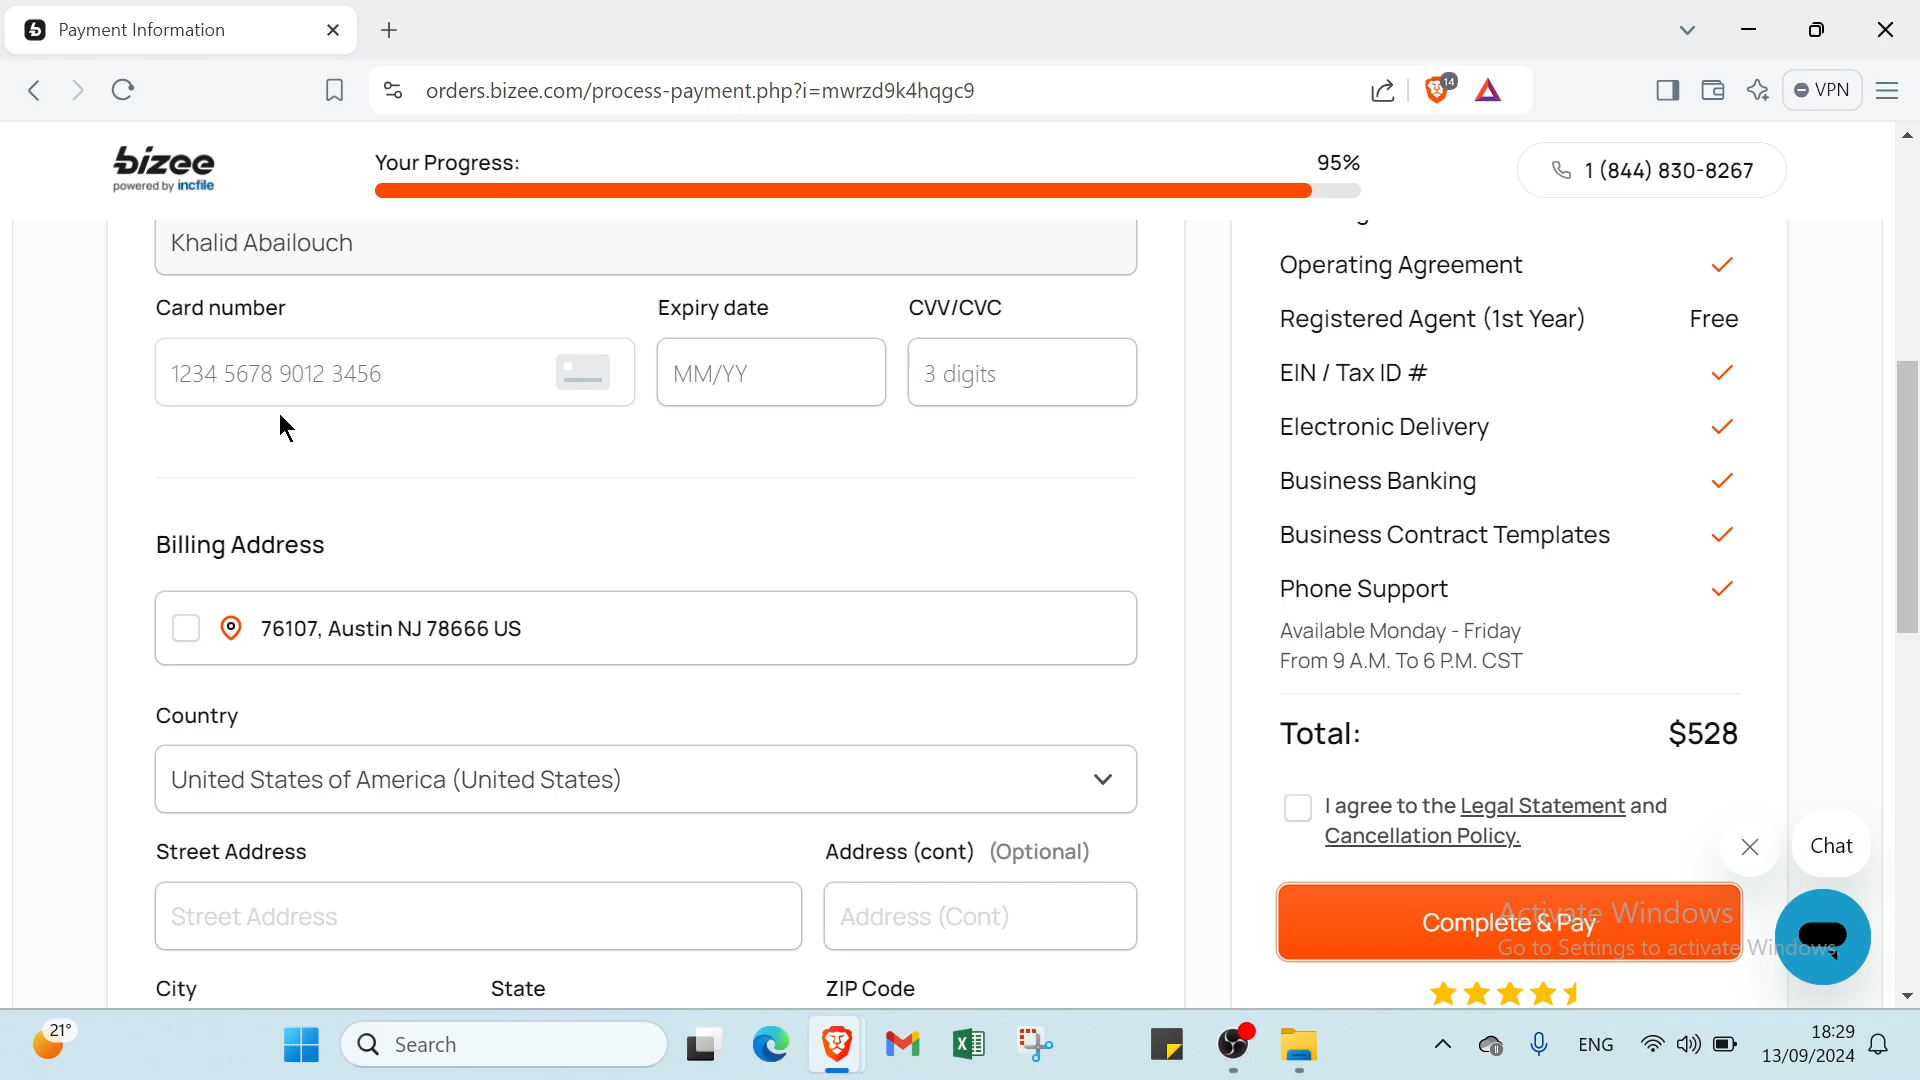 Payment Information
orders.bizee.com/process-payment.php?i=mwrzd9k4hqgc9
14
VPN
bizee
powered by incfile
Your Progress:
95%
1 (844) 830-8267
Khalid Abailouch
Card number
Expiry date
CVV/CVC
1234 5678 9012 3456
MM/YY
3 digits
Billing Address
76107, Austin NJ 78666 US
Country
United States of America (United States)
Street Address
Address (cont) (Optional)
Street Address
Address (Cont)
City
State
ZIP Code
Operating Agreement
Registered Agent (1st Year)
Free
EIN / Tax ID #
Electronic Delivery
Business Banking
Business Contract Templates
Phone Support
Available Monday - Friday
From 9 A.M. To 6 P.M. CST
Total:
$528
I agree to the Legal Statement and
Cancellation Policy.
Chat
Complete & Pay
Activate Windows
Go to Settings to activate Windows.
21°
Search
ENG
18:29
13/09/2024